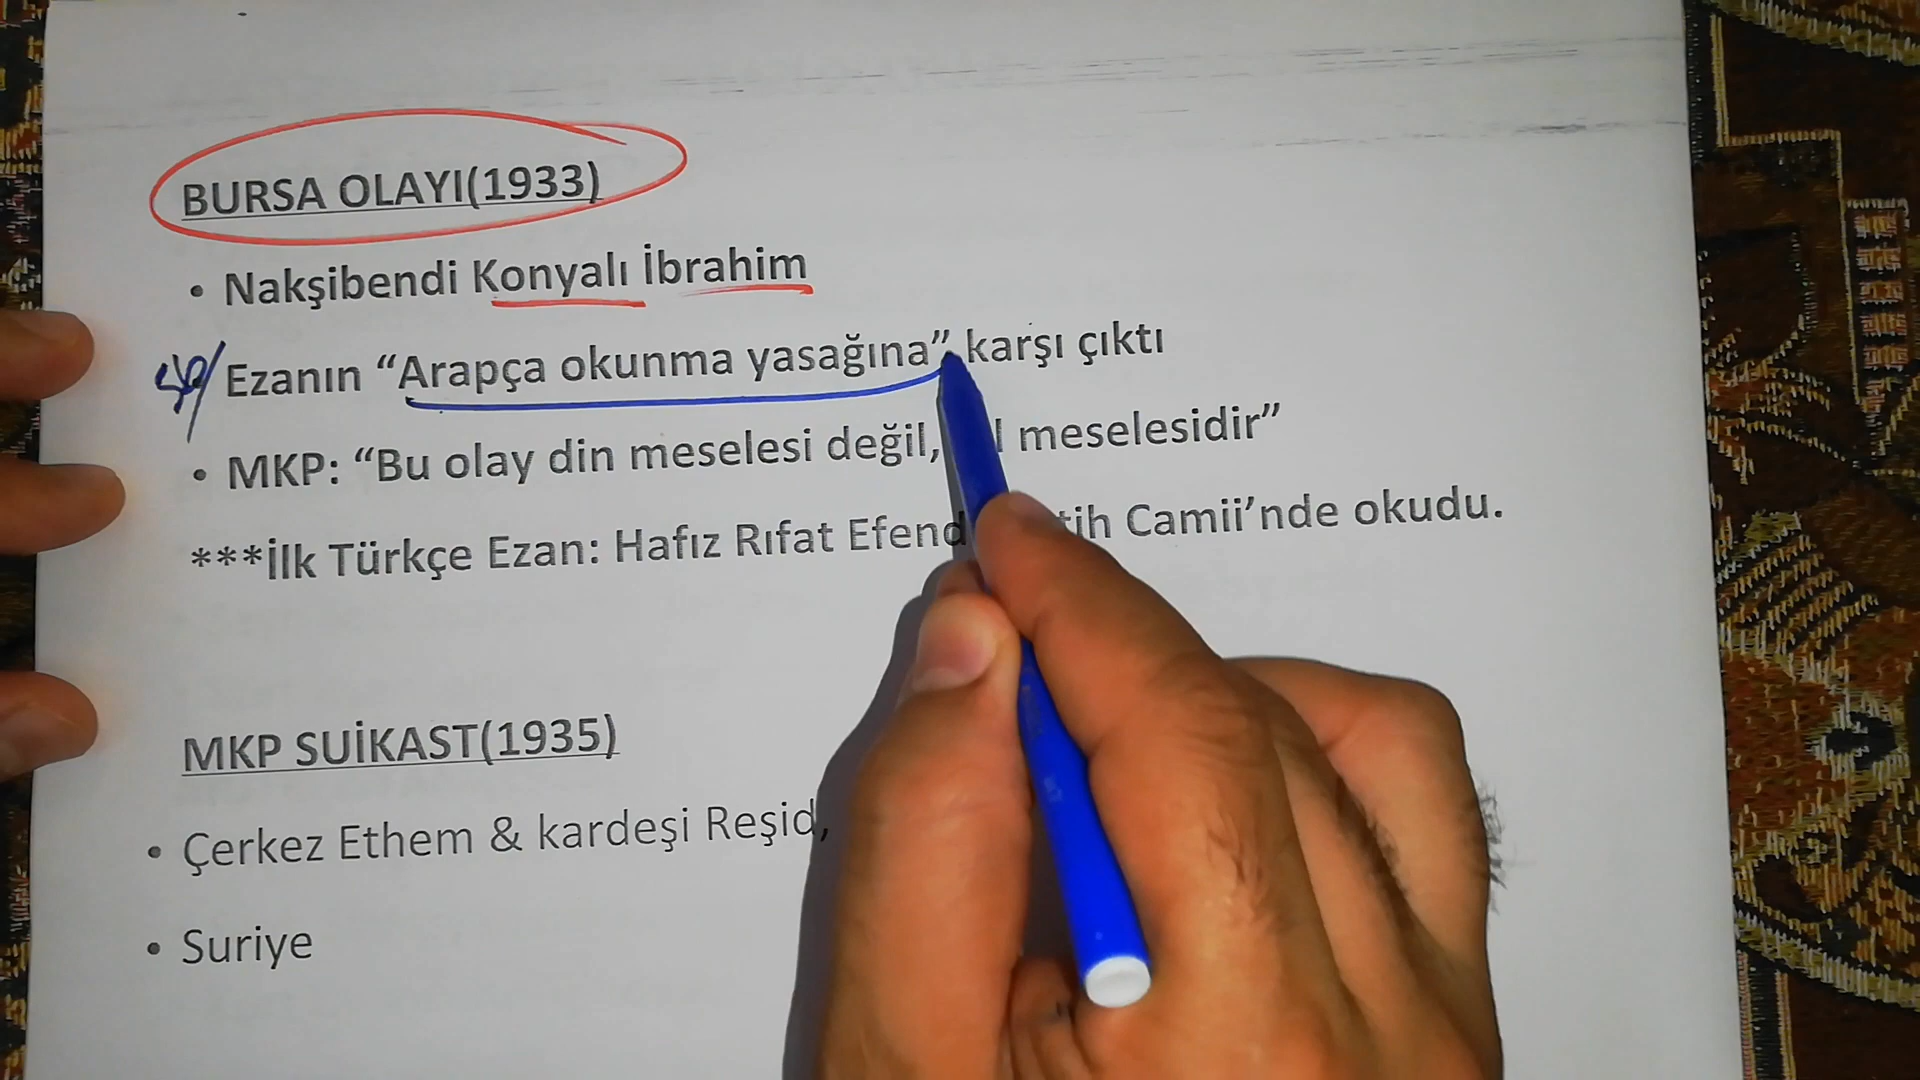 BURSA OLAYI(1933)
• Nakşibendi Konyalı İbrahim
Ezanın “Arapça okunma yasağına” karşı çıktı
• MKP: “Bu olay din meselesi değil, meselesidir”
***İlk Türkçe Ezan: Hafız Rıfat Camii’nde okudu.
MKP SUİKAST(1935)
• Çerkez Ethem & kardeşi Reşid,
• Suriye